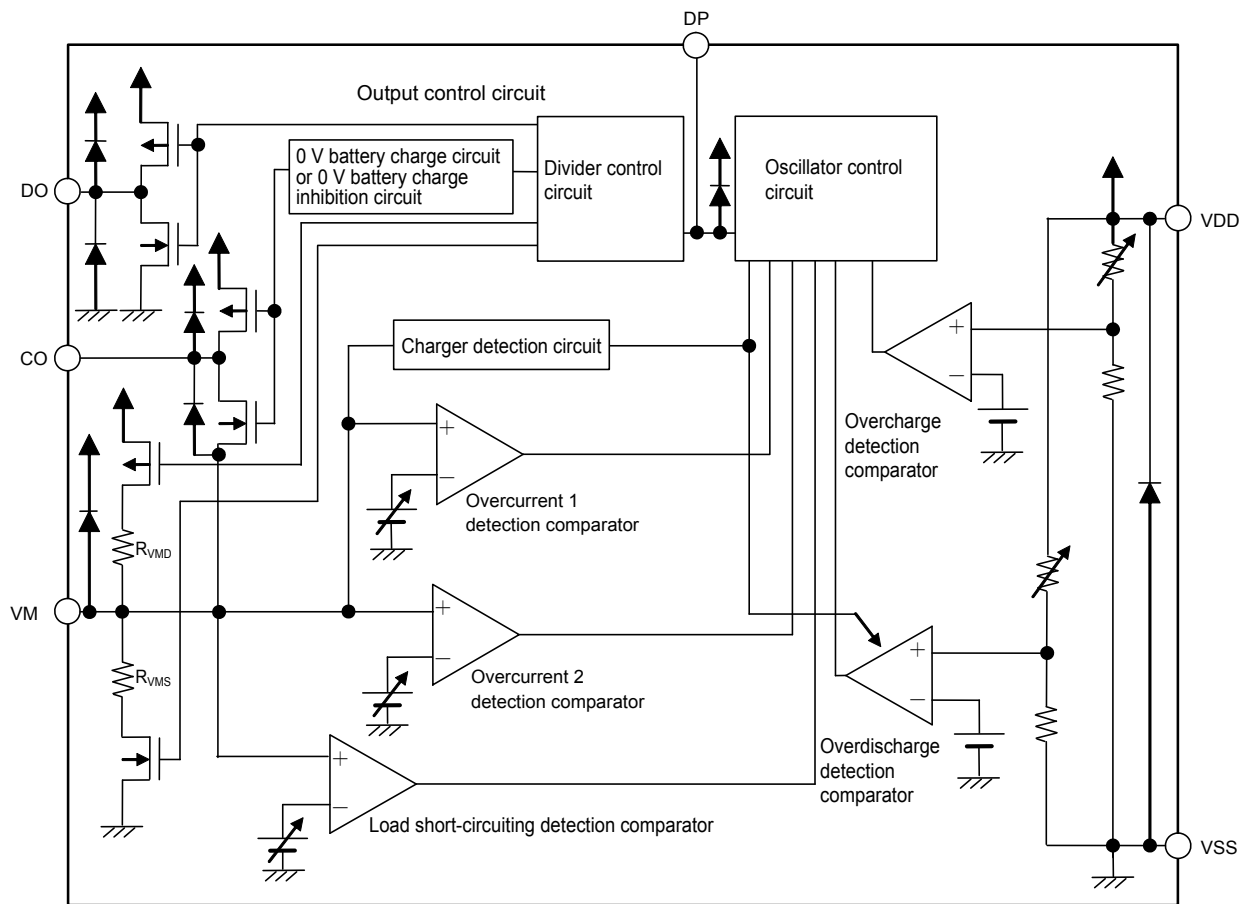 DP
Output control circuit
0 V battery charge circuit
or 0 V battery charge
inhibition circuit
Divider control
circuit
Oscillator control
circuit
DO
VDD
CO
Charger detection circuit
+
−
Overcharge
detection
comparator
+
−
Overcurrent 1
detection comparator
RVMD
VM
+
−
Overcurrent 2
detection comparator
RVMS
+
−
Overdischarge
detection
comparator
+
−
Load short-circuiting detection comparator
VSS